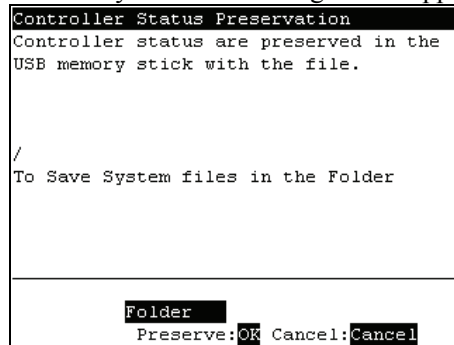 Controller Status Preservation
Controller status are preserved in the
USB memory stick with the file.
/
To Save System files in the Folder
Folder
Preserve:OK Cancel:Cancel